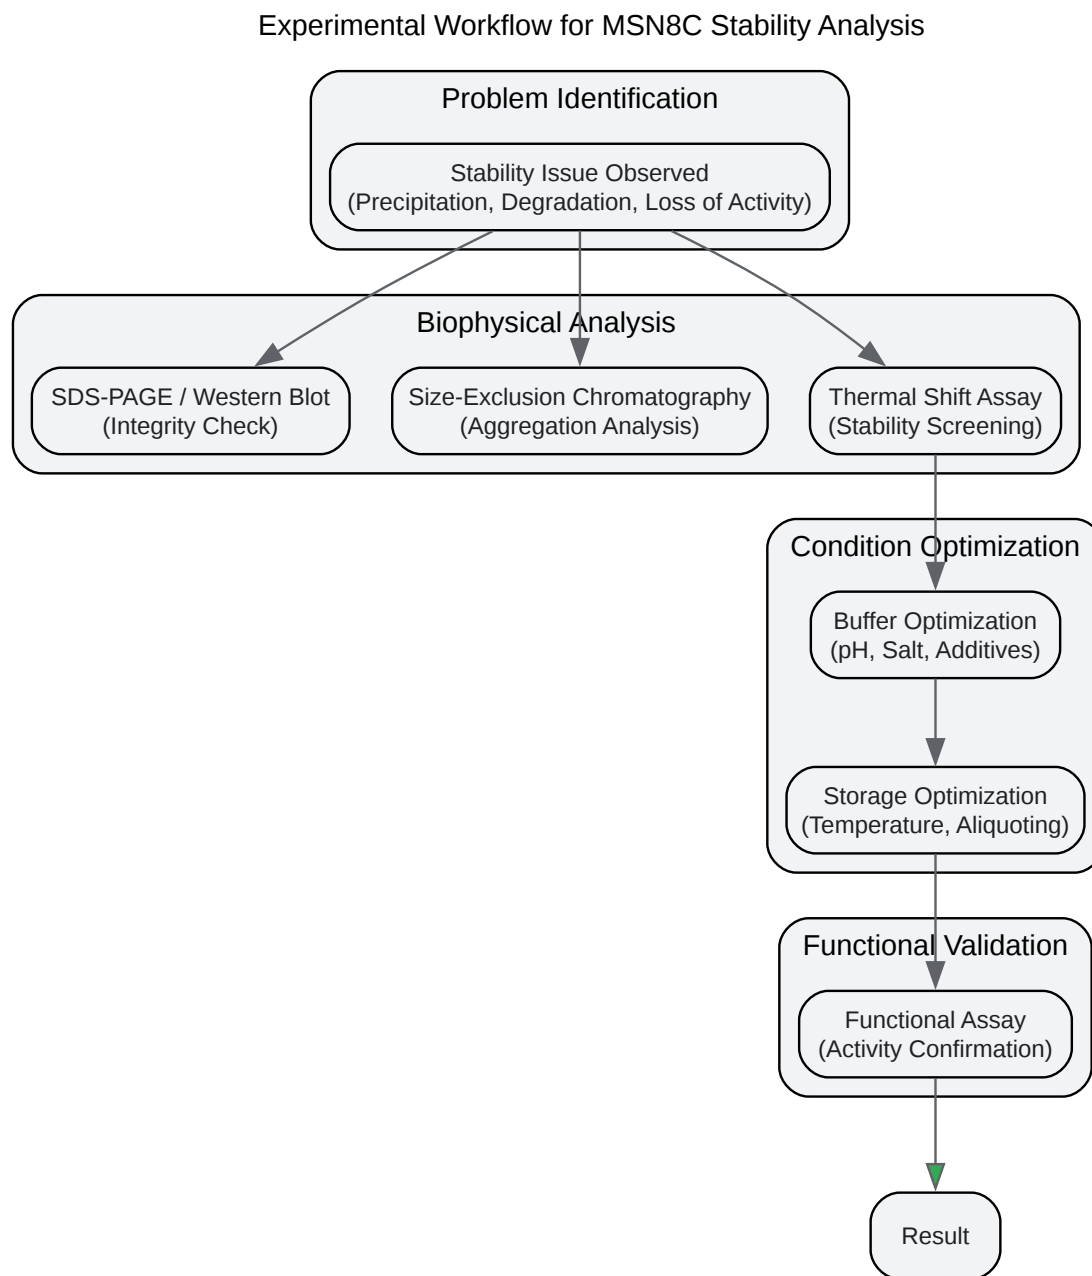 Experimental Workflow for MSN8C Stability Analysis
Problem Identification
Stability Issue Observed
(Precipitation, Degradation, Loss of Activity)
Biophysical Analysis
SDS-PAGE / Western Blot
(Integrity Check)
Size-Exclusion Chromatography
(Aggregation Analysis)
Thermal Shift Assay
(Stability Screening)
Condition Optimization
Buffer Optimization
(pH, Salt, Additives)
Storage Optimization
(Temperature, Aliquoting)
Functional Validation
Functional Assay
(Activity Confirmation)
Result